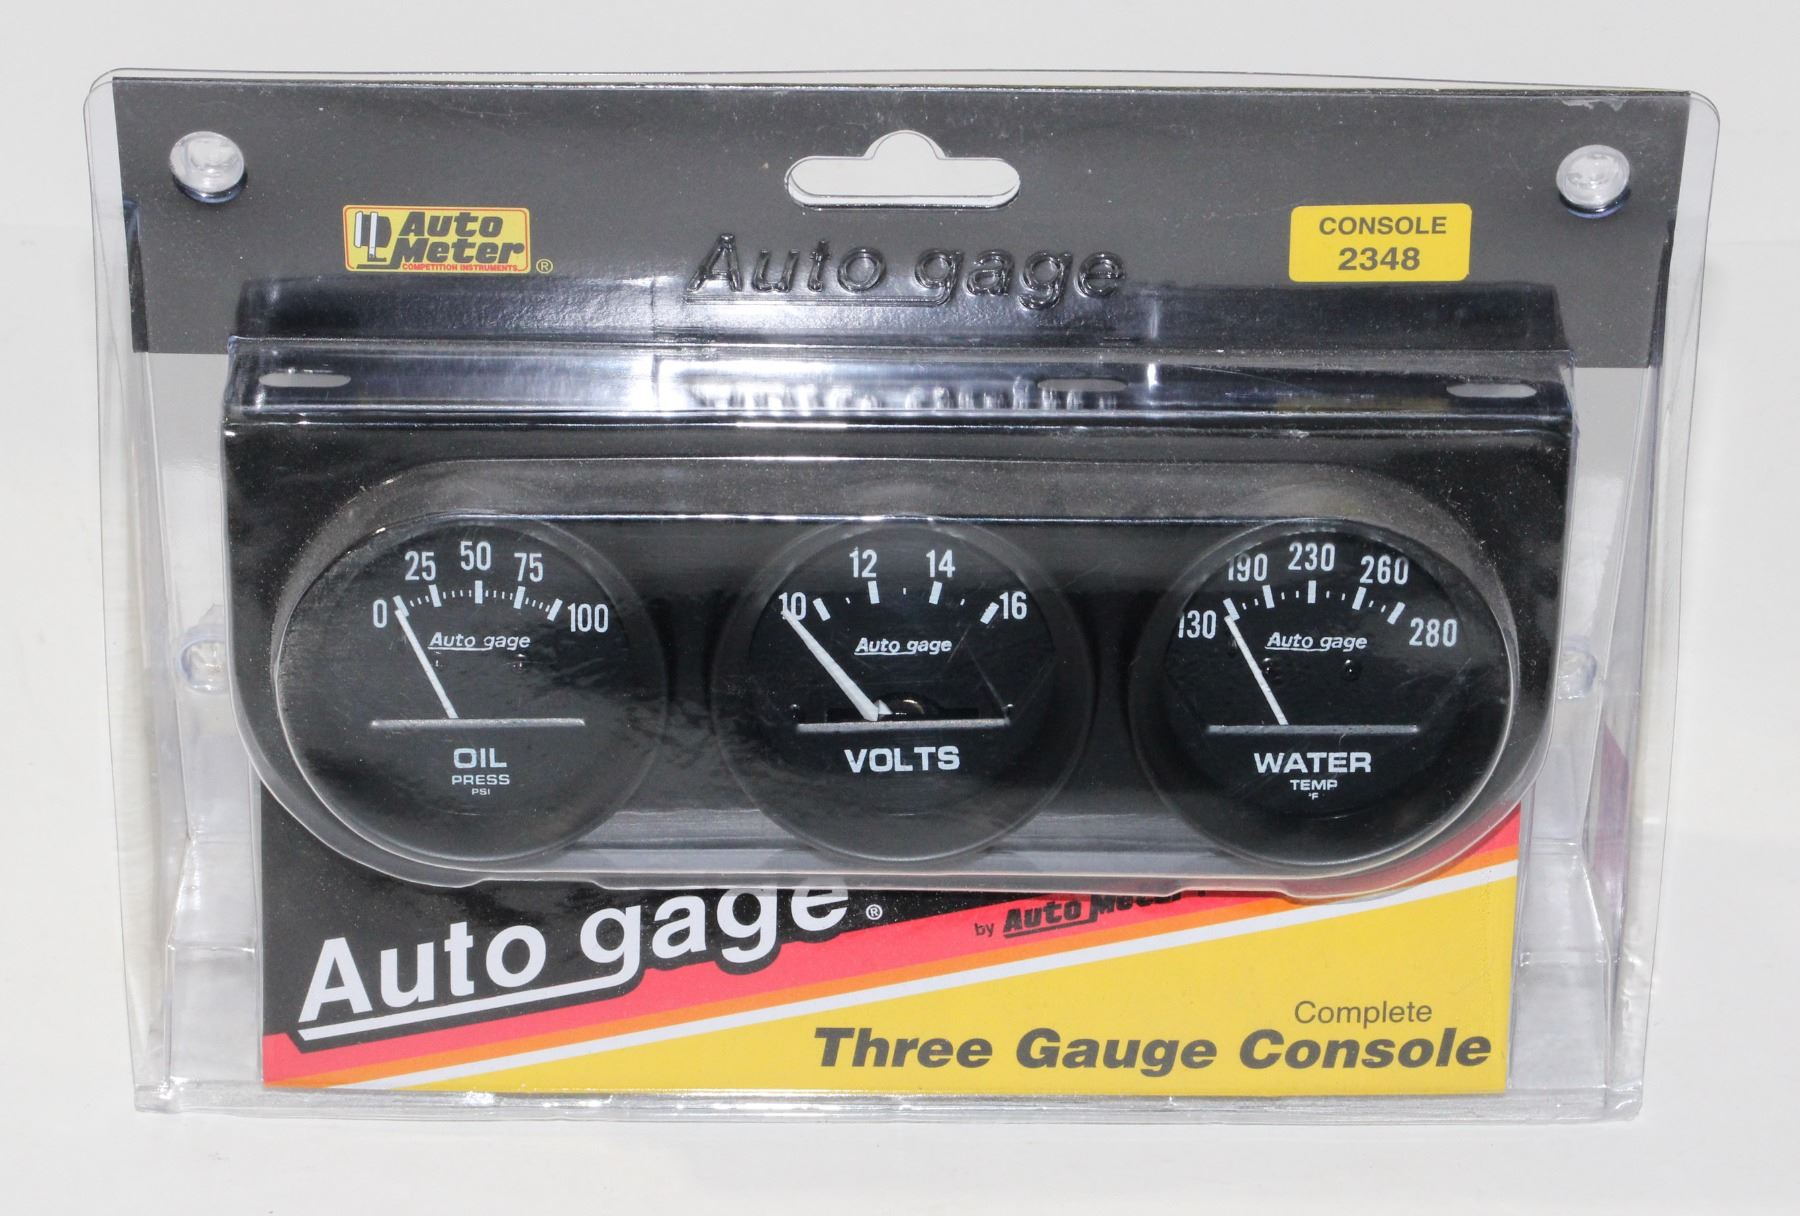 Auto
Meter
COMPETITION INSTRUMENTS
®
Auto gage
CONSOLE
2348
0 25 50 75 100
Auto gage
OIL
PRESS
PSI
10 12 14 16
Auto gage
VOLTS
130 190 230 260 280
Auto gage
WATER
TEMP
°F
Auto gage®
by Auto Meter
Complete
Three Gauge Console